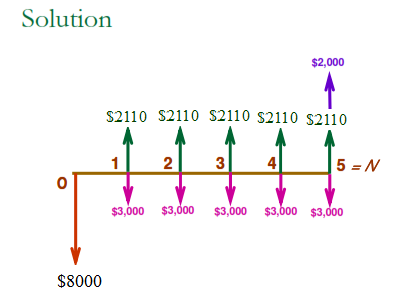 Solution
$2,000
$2110 $2110 $2110 $2110 $2110
1 2 3 4 5 = N
0
$3,000 $3,000 $3,000 $3,000 $3,000
$8000